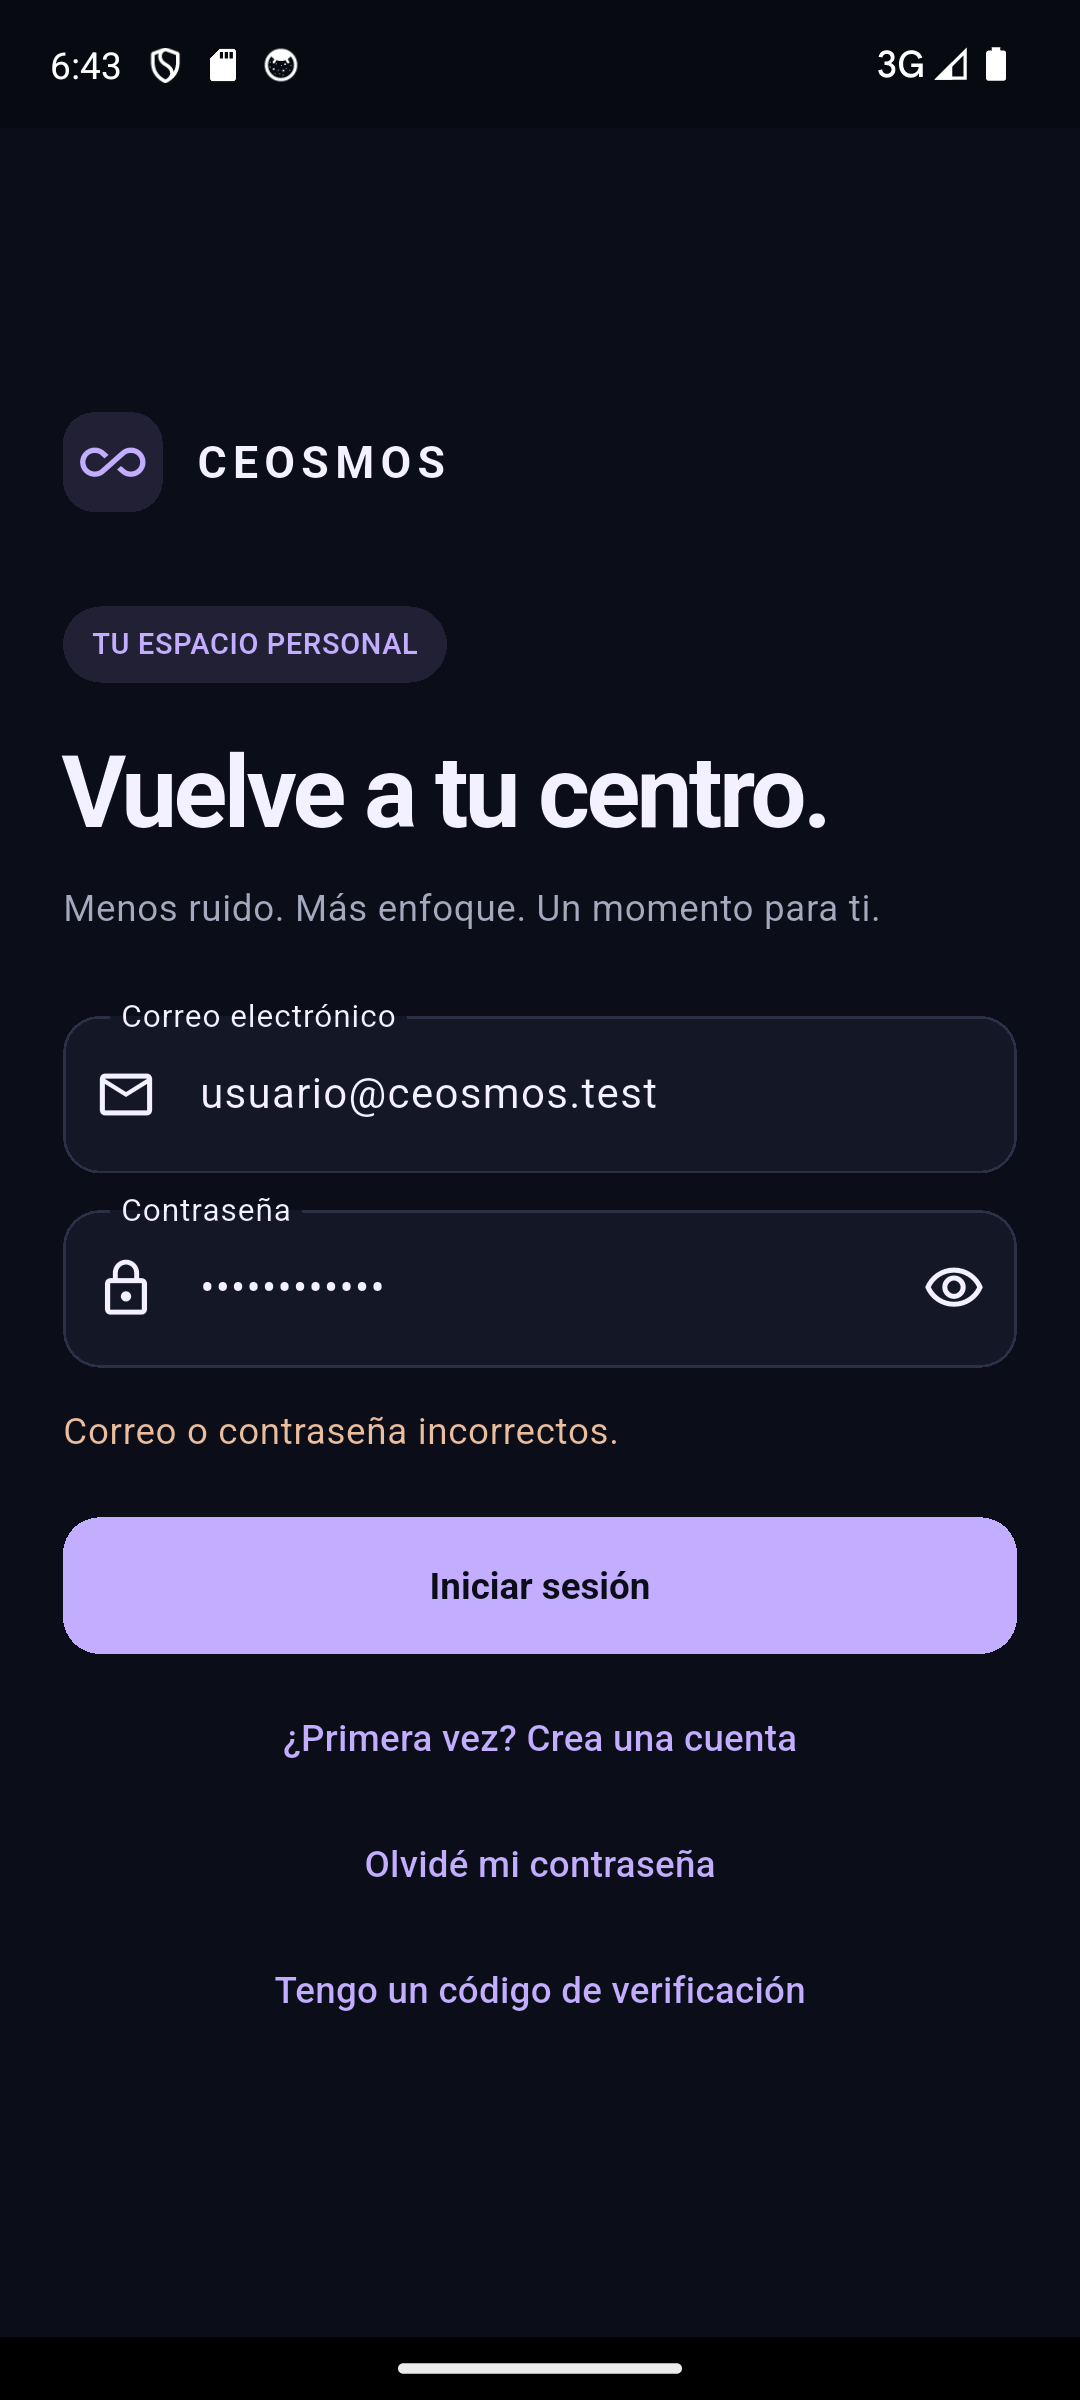 6:43
3G
CEOSMOS
TU ESPACIO PERSONAL
Vuelve a tu centro.
Menos ruido. Más enfoque. Un momento para ti.
Correo electrónico
usuario@ceosmos.test
Contraseña
••••••••••••
Correo o contraseña incorrectos.
Iniciar sesión
¿Primera vez? Crea una cuenta
Olvidé mi contraseña
Tengo un código de verificación